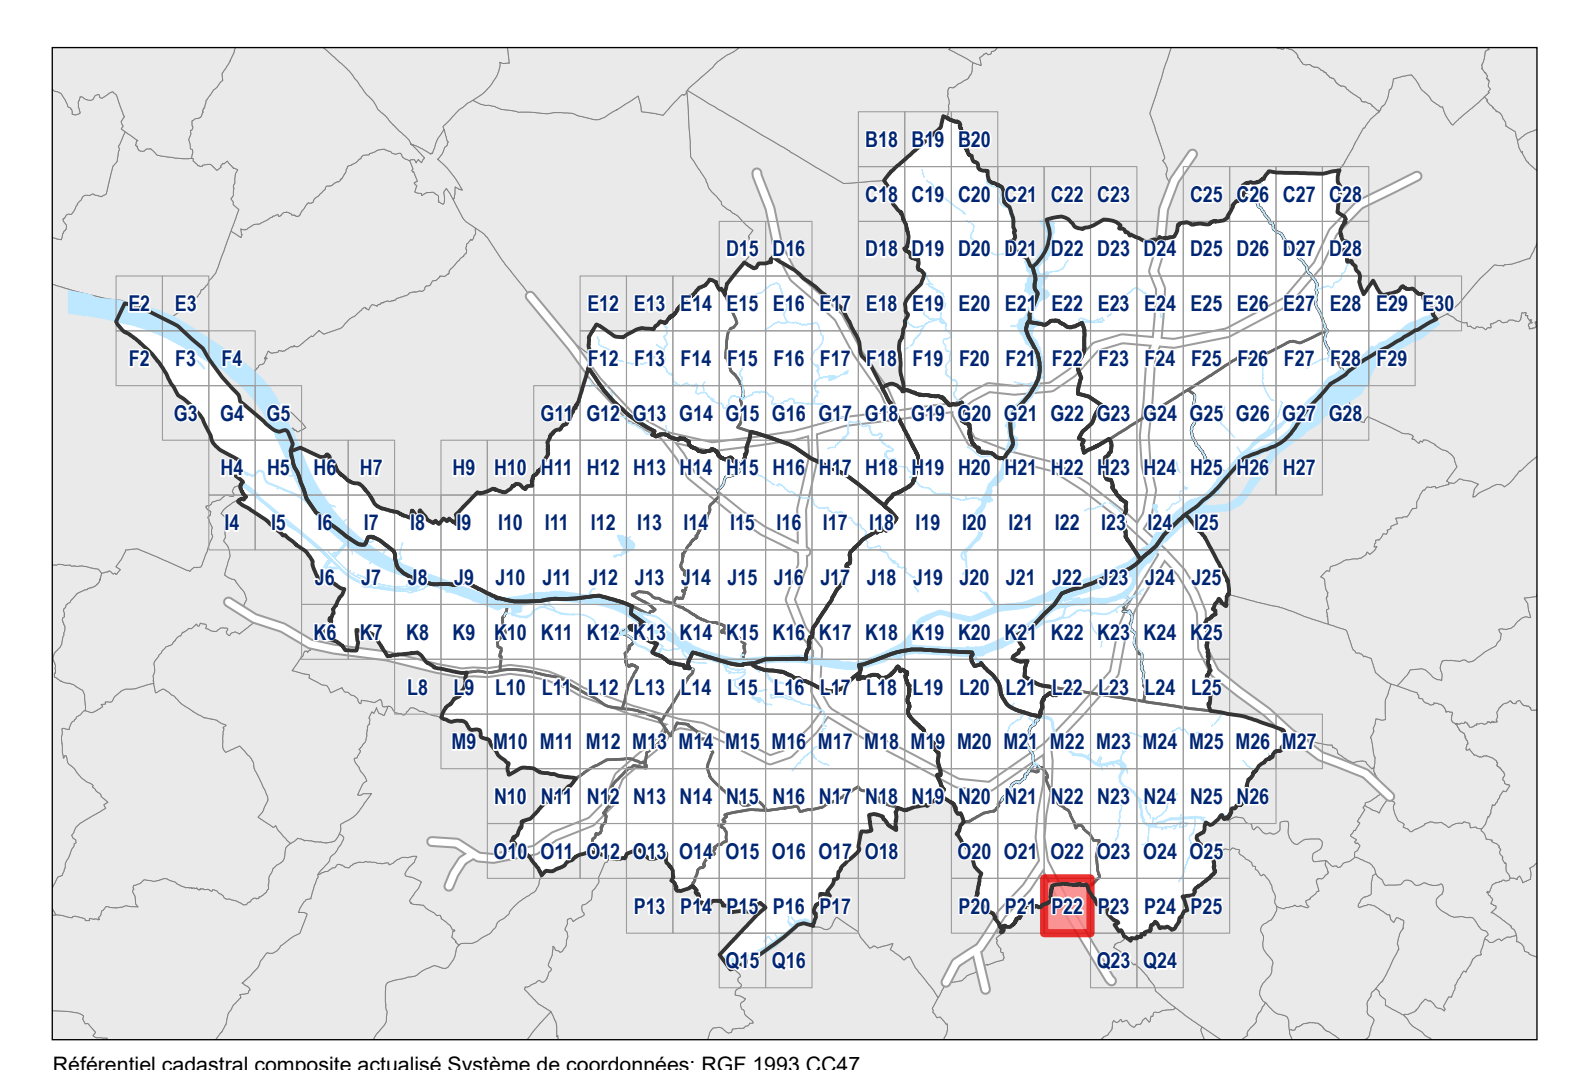 B18 B19 B20
C18 C19 C20 C21 C22 C23 C25 C26 C27 C28
D15 D16 D18 D19 D20 D21 D22 D23 D24 D25 D26 D27 D28
E2 E3 E12 E13 E14 E15 E16 E17 E18 E19 E20 E21 E22 E23 E24 E25 E26 E27 E28 E29 E30
F2 F3 F4 F12 F13 F14 F15 F16 F17 F18 F19 F20 F21 F22 F23 F24 F25 F26 F27 F28 F29
G3 G4 G5 G11 G12 G13 G14 G15 G16 G17 G18 G19 G20 G21 G22 G23 G24 G25 G26 G27 G28
H4 H5 H6 H7 H9 H10 H11 H12 H13 H14 H15 H16 H17 H18 H19 H20 H21 H22 H23 H24 H25 H26 H27
I4 I5 I6 I7 I8 I9 I10 I11 I12 I13 I14 I15 I16 I17 I18 I19 I20 I21 I22 I23 I24 I25
J6 J7 J8 J9 J10 J11 J12 J13 J14 J15 J16 J17 J18 J19 J20 J21 J22 J23 J24 J25
K6 K7 K8 K9 K10 K11 K12 K13 K14 K15 K16 K17 K18 K19 K20 K21 K22 K23 K24 K25
L8 L9 L10 L11 L12 L13 L14 L15 L16 L17 L18 L19 L20 L21 L22 L23 L24 L25
M9 M10 M11 M12 M13 M14 M15 M16 M17 M18 M19 M20 M21 M22 M23 M24 M25 M26 M27
N10 N11 N12 N13 N14 N15 N16 N17 N18 N19 N20 N21 N22 N23 N24 N25 N26
O10 O11 O12 O13 O14 O15 O16 O17 O18 O20 O21 O22 O23 O24 O25
P13 P14 P15 P16 P17 P20 P21 P22 P23 P24 P25
Q15 Q16 Q23 Q24
Référentiel cadastral composite actualisé Système de coordonnées: RGF 1993 CC47